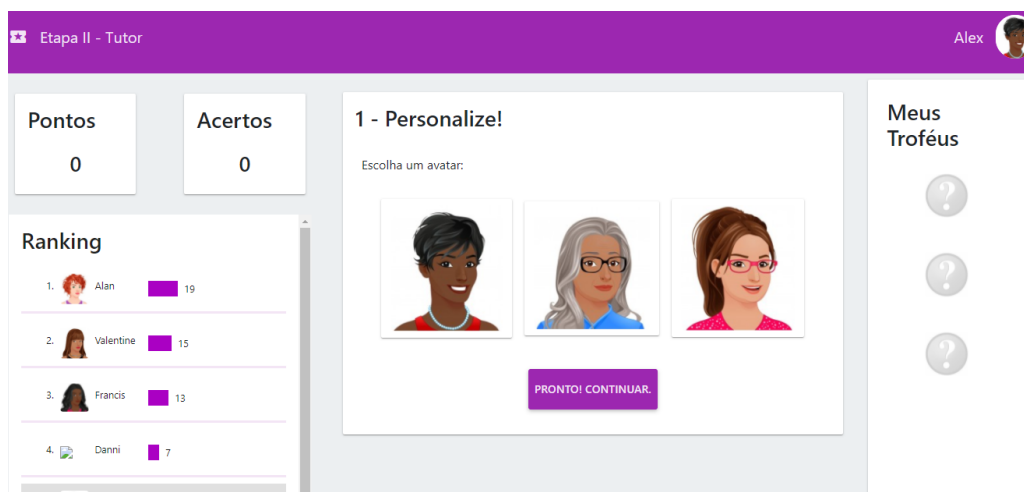 Etapa II - Tutor
Alex
Pontos
0
Acertos
0
Ranking
1. Alan 19
2. Valentine 15
3. Francis 13
4. Danni 7
1 - Personalize!
Escolha um avatar:
PRONTO! CONTINUAR.
Meus
Troféus
?
?
?